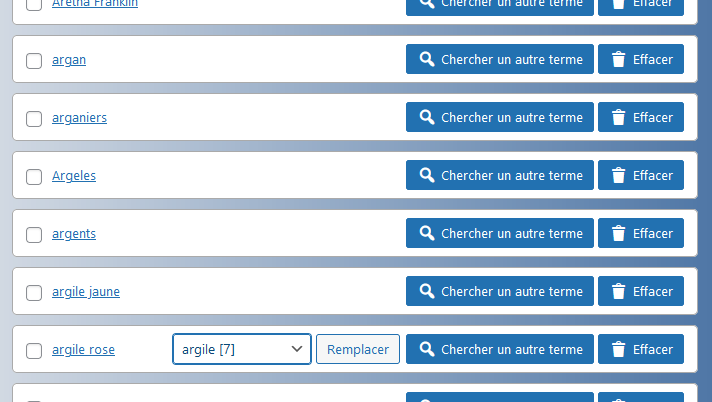 Aretha Franklin Chercher un autre terme Effacer
argan Chercher un autre terme Effacer
arganiers Chercher un autre terme Effacer
Argeles Chercher un autre terme Effacer
argents Chercher un autre terme Effacer
argile jaune Chercher un autre terme Effacer
argile rose argile [7] Remplacer Chercher un autre terme Effacer